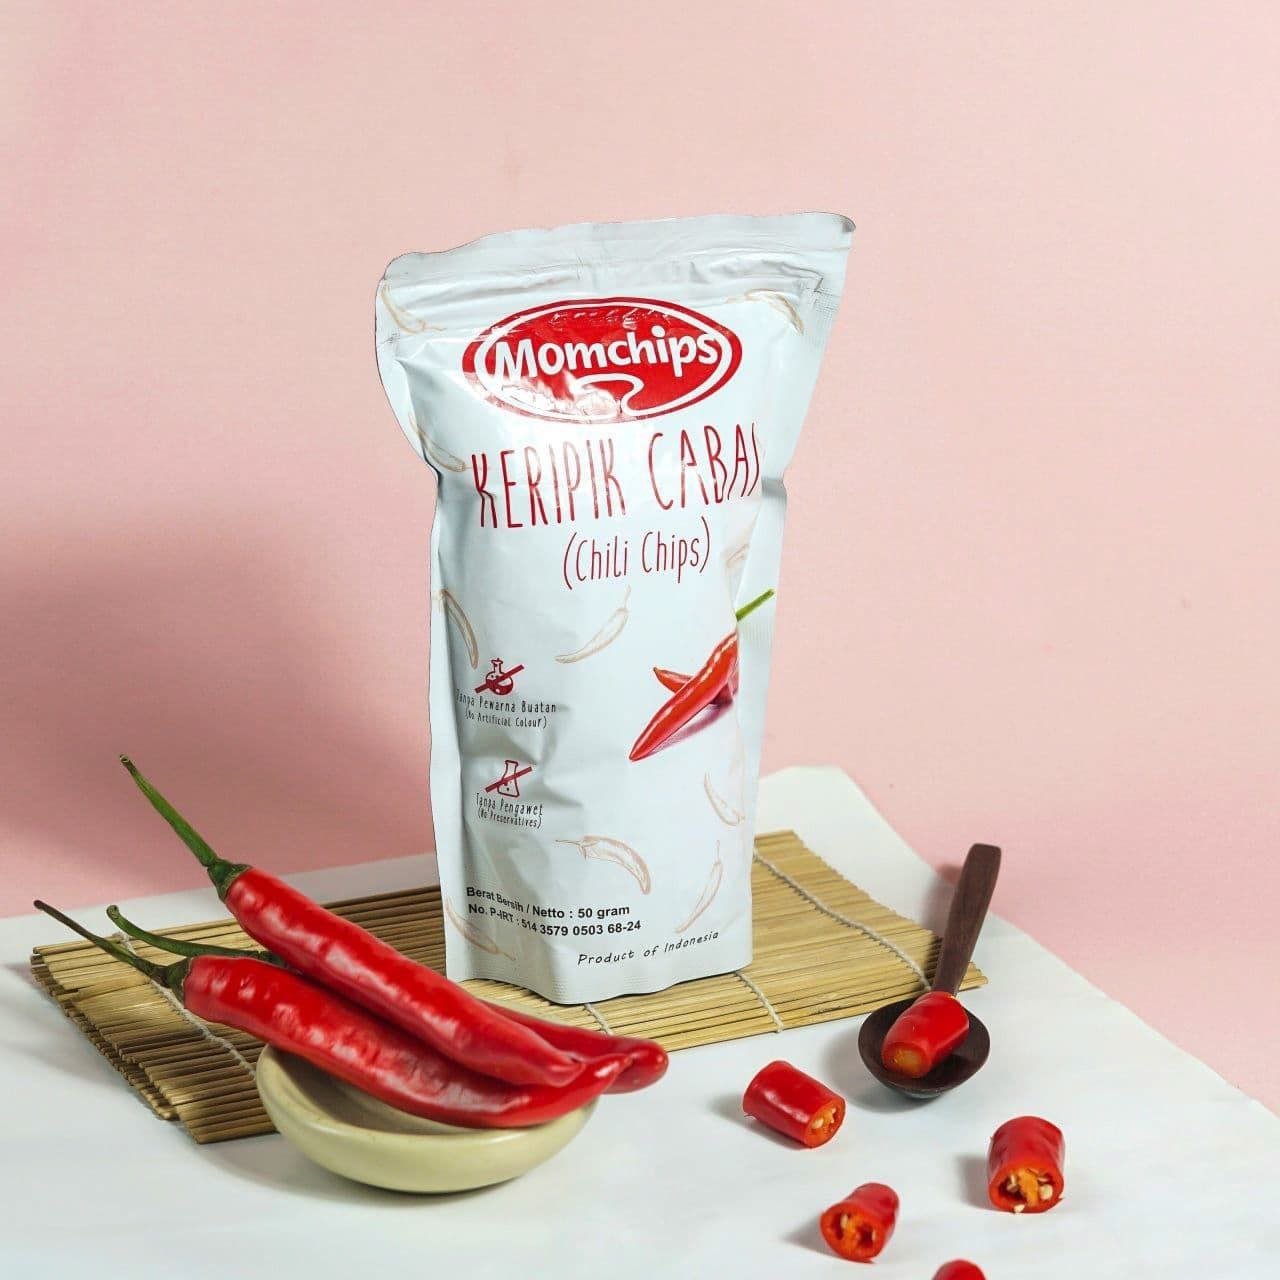 Momchips
KERIPIK CABAI
(Chili Chips)
Tanpa Pewarna Buatan
(No Artificial Colour)
Tanpa Pengawet
(No Preservatives)
Berat Bersih / Netto : 50 gram
No. P-IRT : 514 3579 0503 68-24
Product of Indonesia